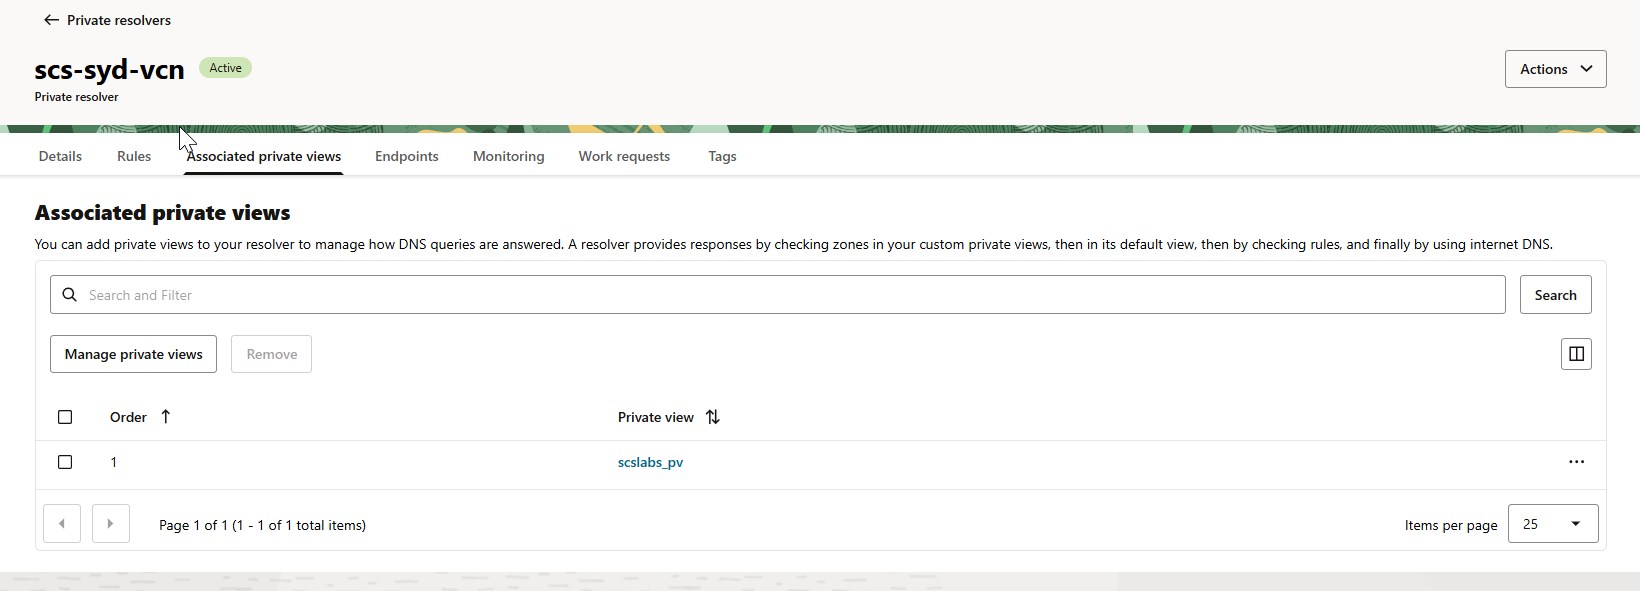 Private resolvers
scs-syd-vcn Active
Actions
Private resolver
Details Rules Associated private views Endpoints Monitoring Work requests Tags
Associated private views
You can add private views to your resolver to manage how DNS queries are answered. A resolver provides responses by checking zones in your custom private views, then in its default view, then by checking rules, and finally by using internet DNS.
Search and Filter Search
Manage private views Remove
Order Private view
1 scslabs_pv
Page 1 of 1 (1 - 1 of 1 total items) Items per page 25